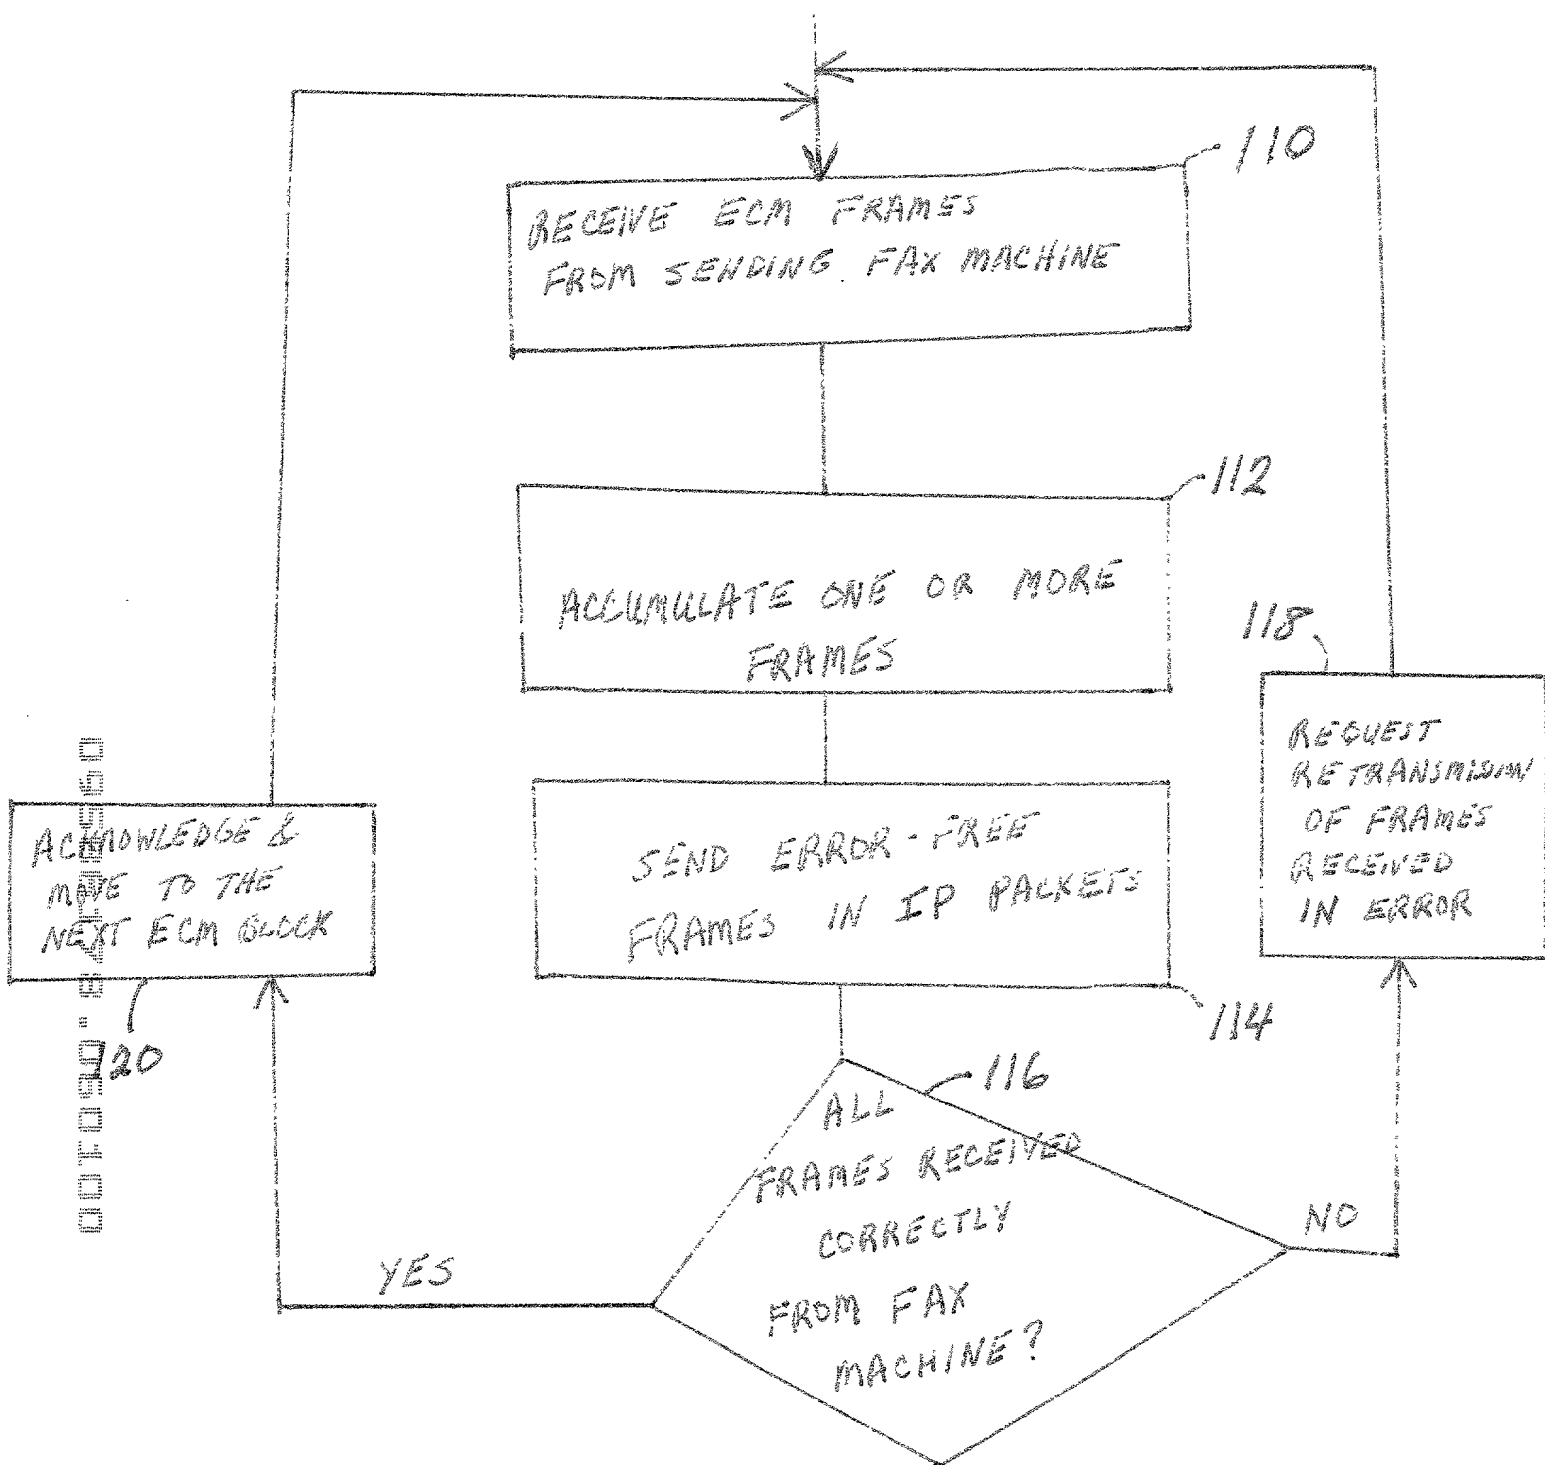 110
RECEIVE ECM FRAMES
FROM SENDING FAX MACHINE
112
ACCUMULATE ONE OR MORE
FRAMES
118
REQUEST
RETRANSMISION
OF FRAMES
RECEIVED
IN ERROR
ACKNOWLEDGE &
MOVE TO THE
NEXT ECM BLOCK
120
SEND ERROR-FREE
FRAMES IN IP PACKETS
114
116
ALL
FRAMES RECEIVED
CORRECTLY
FROM FAX
MACHINE?
YES
NO